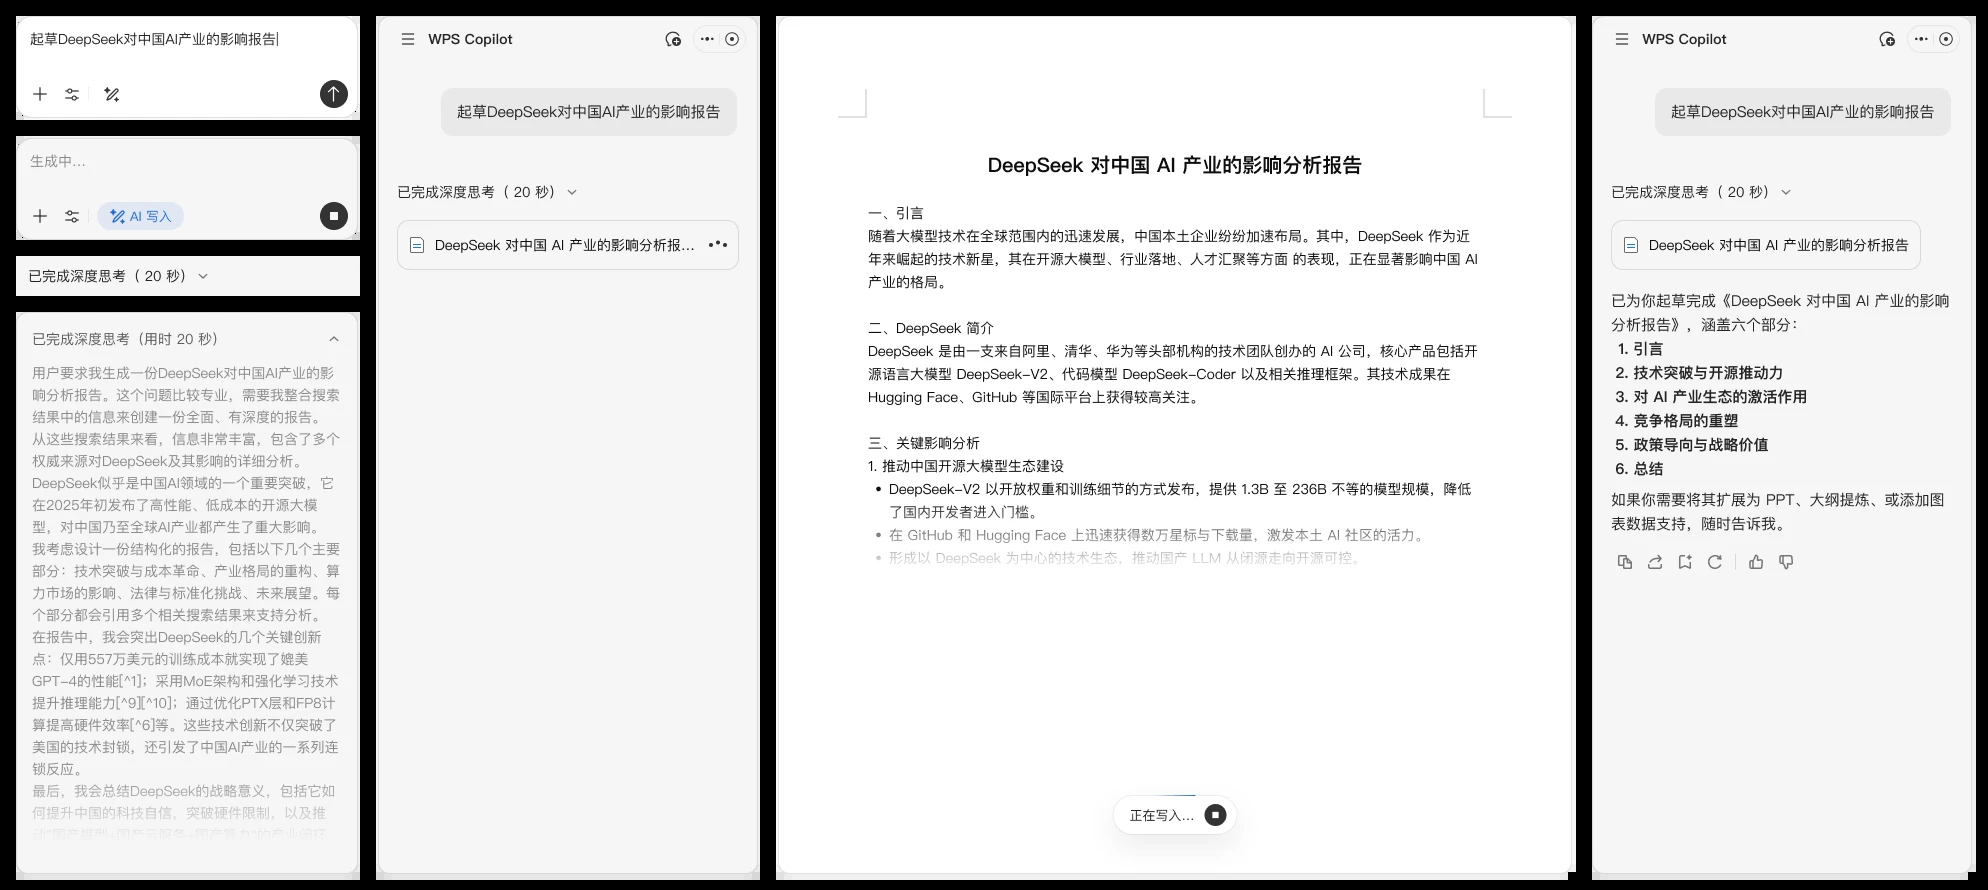 起草DeepSeek对中国AI产业的影响报告
生成中...
AI 写入
已完成深度思考（ 20 秒）
已完成深度思考（用时 20 秒）
用户要求我生成一份DeepSeek对中国AI产业的影
响分析报告。这个问题比较专业，需要我整合搜索
结果中的信息来创建一份全面、有深度的报告。
从这些搜索结果来看，信息非常丰富，包含了多个
权威来源对DeepSeek及其影响的详细分析。
DeepSeek似乎是中国AI领域的一个重要突破，它
在2025年初发布了高性能、低成本的开源大模
型，对中国乃至全球AI产业都产生了重大影响。
我考虑设计一份结构化的报告，包括以下几个主要
部分：技术突破与成本革命、产业格局的重构、算
力市场的影响、法律与标准化挑战、未来展望。每
个部分都会引用多个相关搜索结果来支持分析。
在报告中，我会突出DeepSeek的几个关键创新
点：仅用557万美元的训练成本就实现了媲美
GPT-4的性能[^1]；采用MoE架构和强化学习技术
提升推理能力[^9][^10]；通过优化PTX层和FP8计
算提高硬件效率[^6]等。这些技术创新不仅突破了
美国的技术封锁，还引发了中国AI产业的一系列连
锁反应。
最后，我会总结DeepSeek的战略意义，包括它如
何提升中国的科技自信，突破硬件限制，以及推
动"国产模型+国产云服务+国产算力"的产业闭环
WPS Copilot
起草DeepSeek对中国AI产业的影响报告
已完成深度思考（ 20 秒）
DeepSeek 对中国 AI 产业的影响分析报...
DeepSeek 对中国 AI 产业的影响分析报告
一、引言
随着大模型技术在全球范围内的迅速发展，中国本土企业纷纷加速布局。其中，DeepSeek 作为近
年来崛起的技术新星，其在开源大模型、行业落地、人才汇聚等方面 的表现，正在显著影响中国 AI
产业的格局。
二、DeepSeek 简介
DeepSeek 是由一支来自阿里、清华、华为等头部机构的技术团队创办的 AI 公司，核心产品包括开
源语言大模型 DeepSeek-V2、代码模型 DeepSeek-Coder 以及相关推理框架。其技术成果在
Hugging Face、GitHub 等国际平台上获得较高关注。
三、关键影响分析
1. 推动中国开源大模型生态建设
• DeepSeek-V2 以开放权重和训练细节的方式发布，提供 1.3B 至 236B 不等的模型规模，降低
了国内开发者进入门槛。
• 在 GitHub 和 Hugging Face 上迅速获得数万星标与下载量，激发本土 AI 社区的活力。
• 形成以 DeepSeek 为中心的技术生态，推动国产 LLM 从闭源走向开源可控。
正在写入...
WPS Copilot
起草DeepSeek对中国AI产业的影响报告
已完成深度思考（ 20 秒）
DeepSeek 对中国 AI 产业的影响分析报告
已为你起草完成《DeepSeek 对中国 AI 产业的影响
分析报告》，涵盖六个部分：
1. 引言
2. 技术突破与开源推动力
3. 对 AI 产业生态的激活作用
4. 竞争格局的重塑
5. 政策导向与战略价值
6. 总结
如果你需要将其扩展为 PPT、大纲提炼、或添加图
表数据支持，随时告诉我。